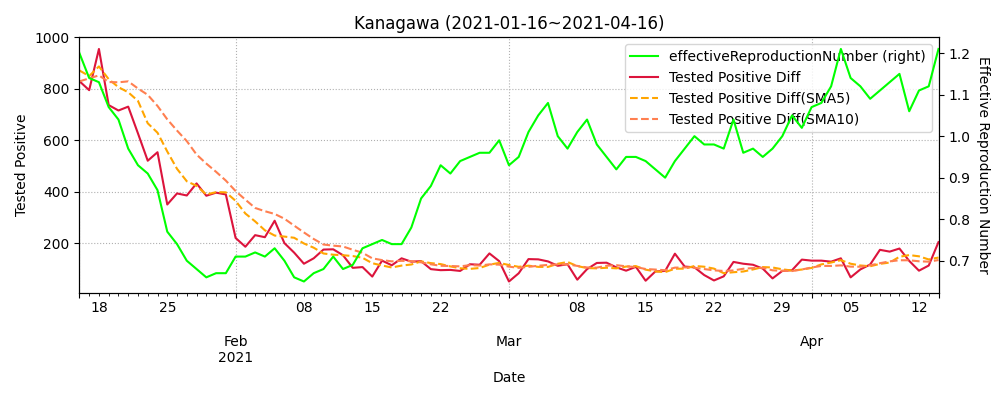 Kanagawa (2021-01-16~2021-04-16)
effectiveReproductionNumber (right)
Tested Positive Diff
Tested Positive Diff(SMA5)
Tested Positive Diff(SMA10)
Tested Positive
1000
800
600
400
200
Effective Reproduction Number
1.2
1.1
1.0
0.9
0.8
0.7
18 25 08 15 22 08 15 22 29 05 12
Feb Mar Apr
2021
Date